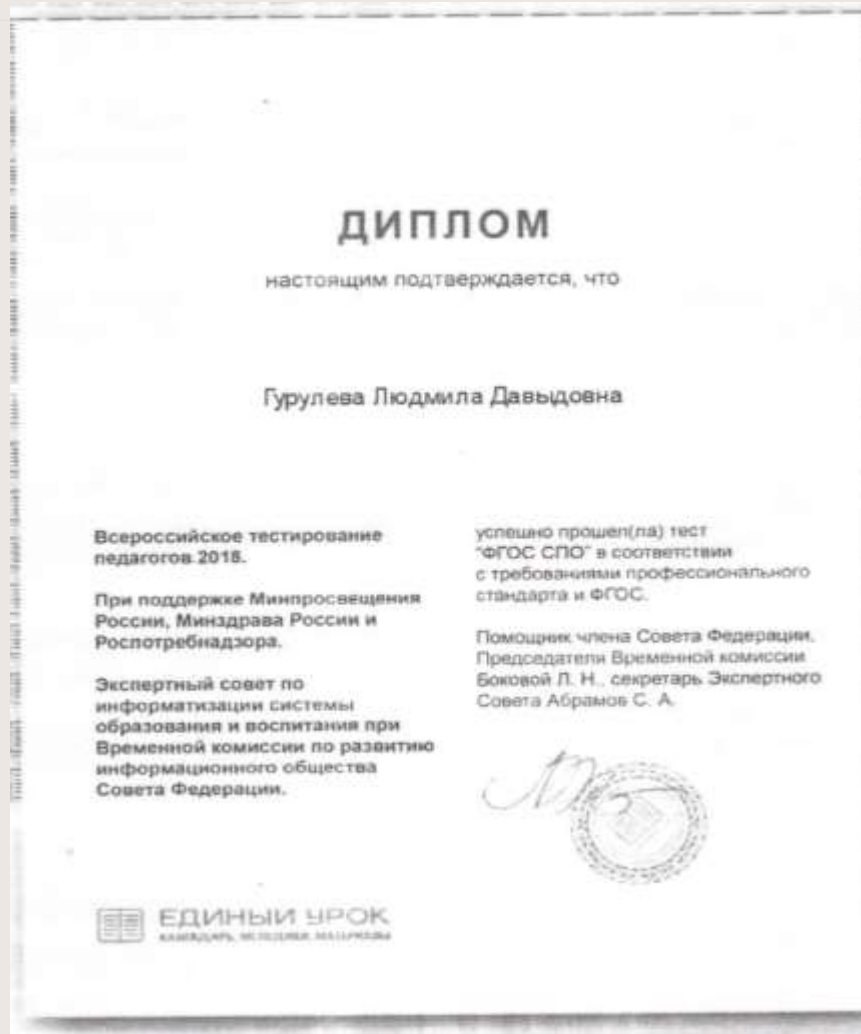 ДИПЛОМ
настоящим подтверждается, что
Гурулева Людмила Давыдовна
Всероссийское тестирование
педагогов 2018.
При поддержке Минпросвещения
России, Минздрава России и
Роспотребнадзора.
Экспертный совет по
информатизации системы
образования и воспитания при
Временной комиссии по развитию
информационного общества
Совета Федерации.
успешно прошел(ла) тест
"ФГОС СПО" в соответствии
с требованиями профессионального
стандарта и ФГОС.
Помощник члена Совета Федерации,
Председателя Временной комиссии
Боковой Л. Н., секретарь Экспертного
Совета Абрамов С. А.
ЕДИНЫЙ УРОК